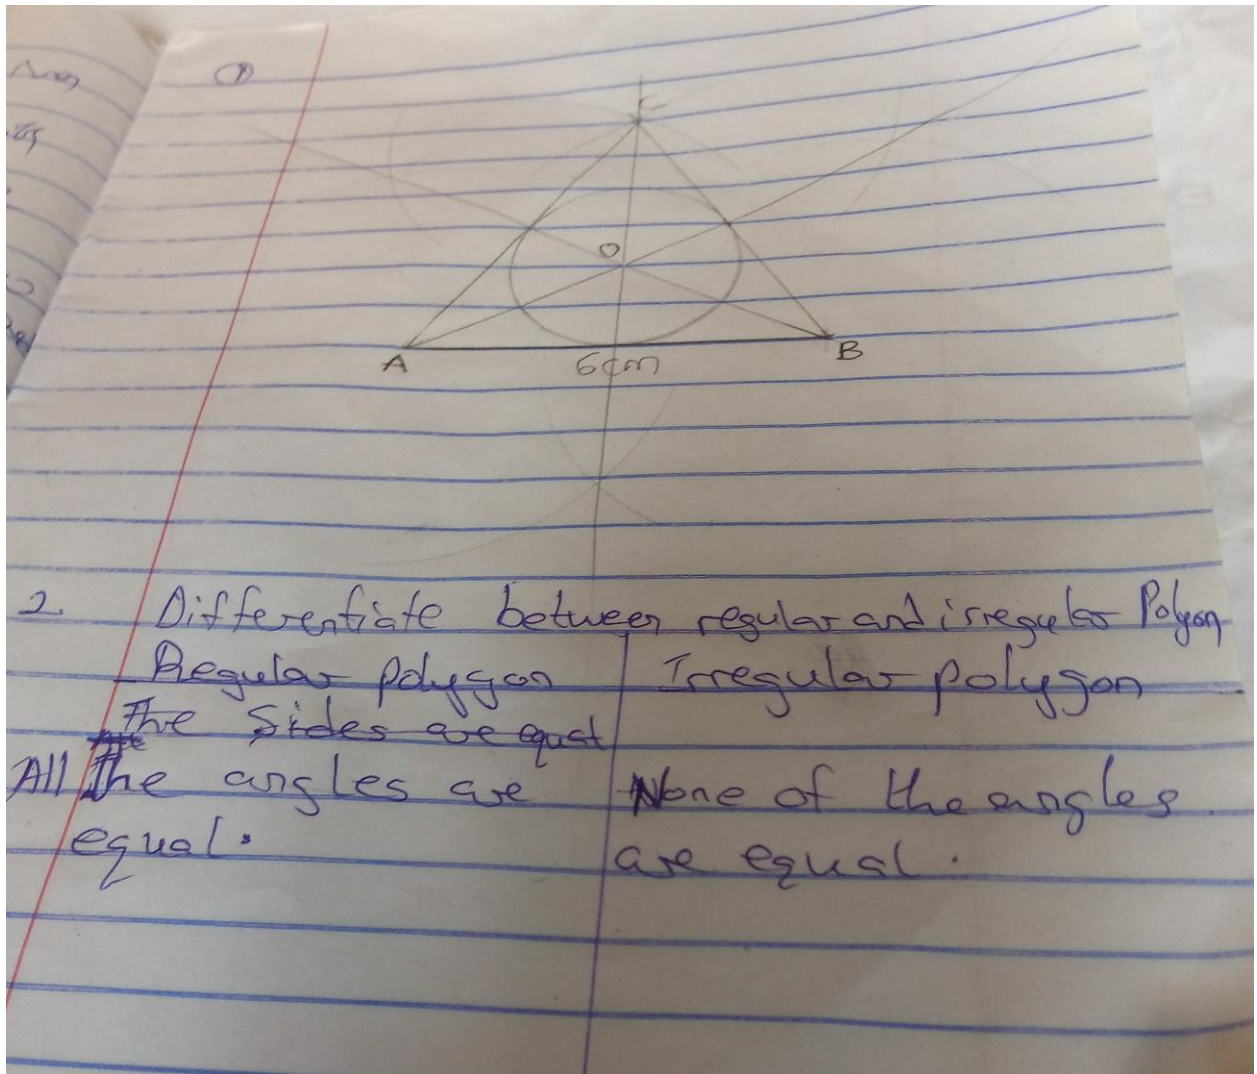 ①
C
O
A
6cm
B
2. Differentiate between regular and irregular Polygon
Regular polygon Irregular polygon
The Sides are equal
All the angles are None of the angles
equal. are equal.